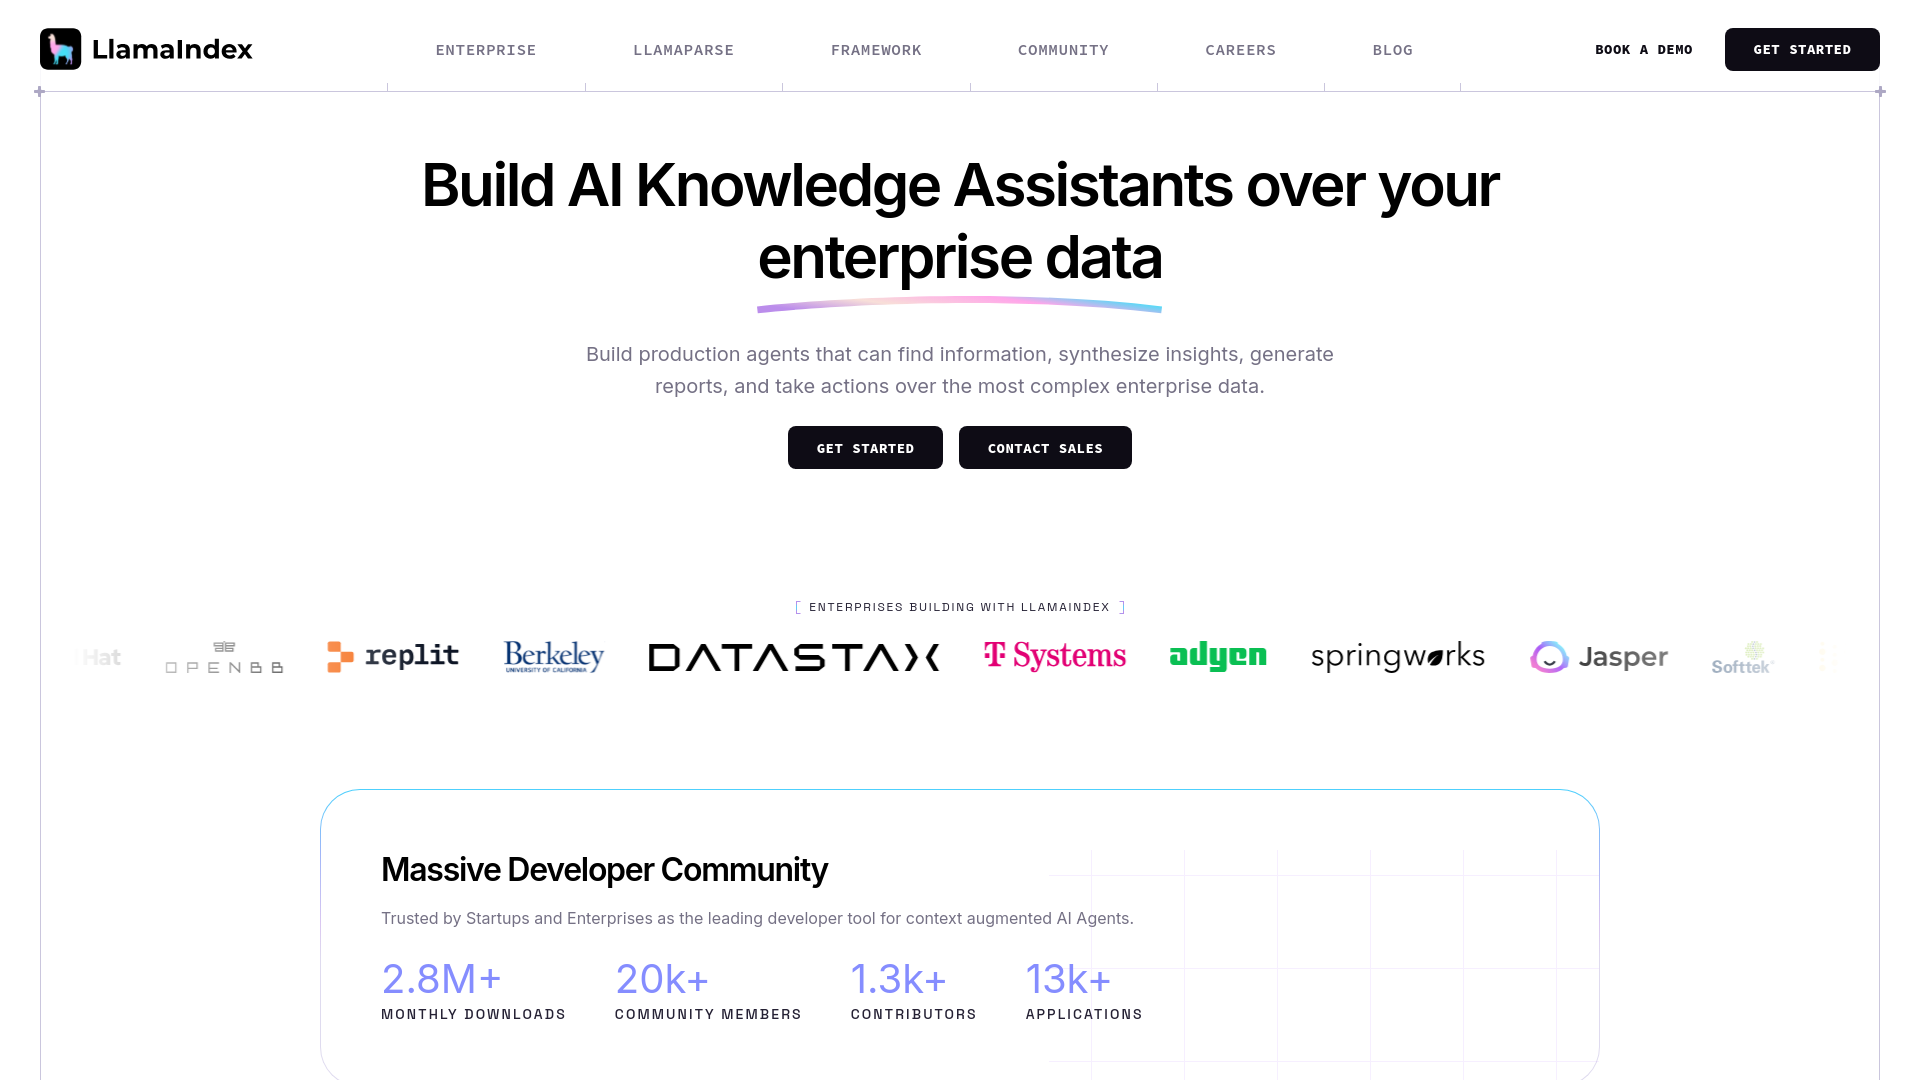 LlamaIndex
ENTERPRISE
LLAMAPARSE
FRAMEWORK
COMMUNITY
CAREERS
BLOG
BOOK A DEMO
GET STARTED
Build AI Knowledge Assistants over your
enterprise data
Build production agents that can find information, synthesize insights, generate
reports, and take actions over the most complex enterprise data.
GET STARTED
CONTACT SALES
[ ENTERPRISES BUILDING WITH LLAMAINDEX ]
Hat
OPENBB
replit
Berkeley
UNIVERSITY OF CALIFORNIA
DATASTAX
T Systems
adyen
springworks
Jasper
Softtek
Massive Developer Community
Trusted by Startups and Enterprises as the leading developer tool for context augmented AI Agents.
2.8M+
MONTHLY DOWNLOADS
20k+
COMMUNITY MEMBERS
1.3k+
CONTRIBUTORS
13k+
APPLICATIONS